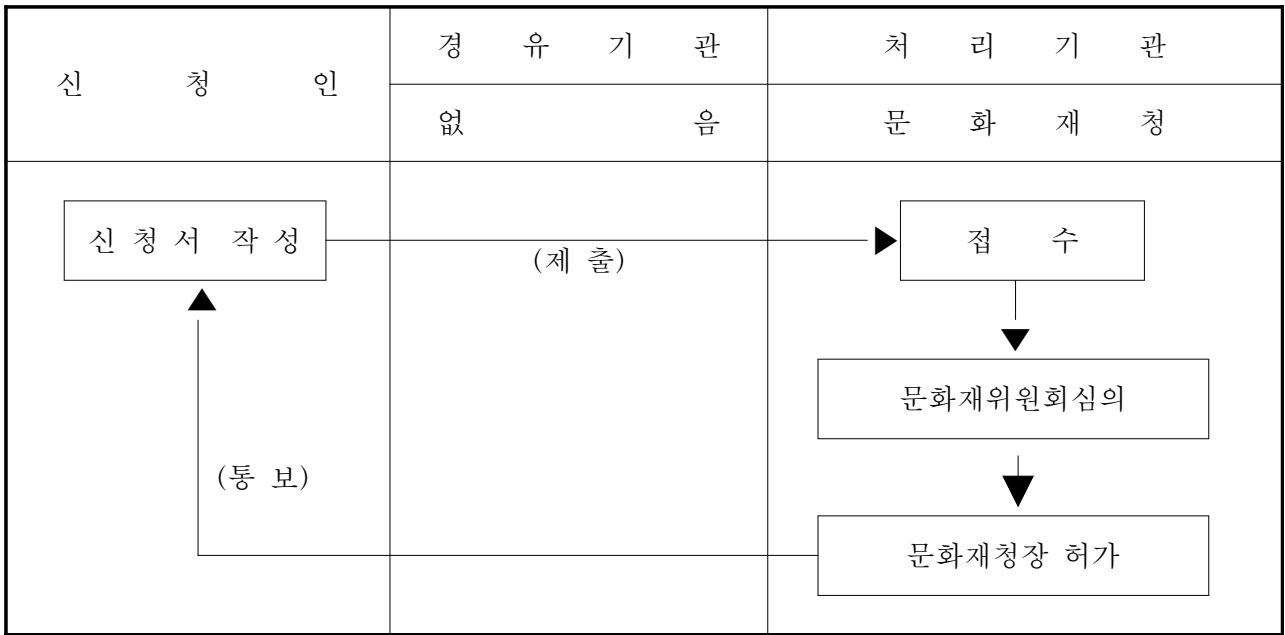 신 청 인
경 유 기 관
처 리 기 관
없 음
문 화 재 청
신 청 서 작 성
(제 출)
접 수
문화재위원회심의
(통 보)
문화재청장 허가